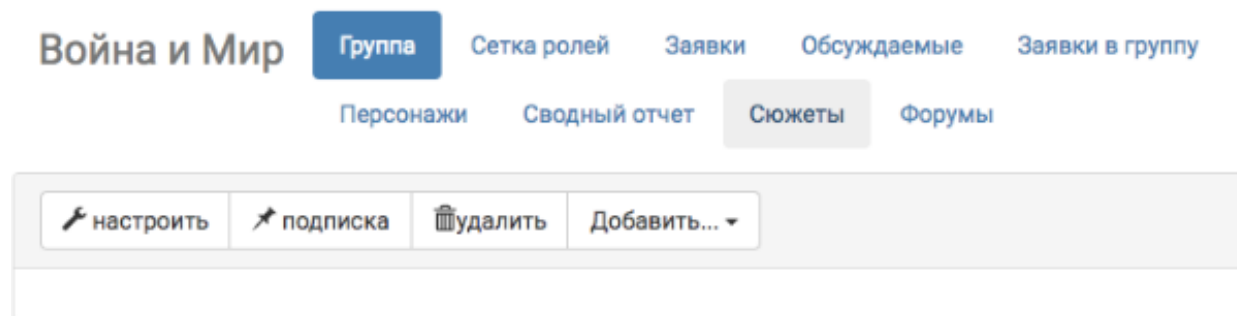 Война и Мир Группа Сетка ролей Заявки Обсуждаемые Заявки в группу
Персонажи Сводный отчет Сюжеты Форумы
настроить подписка удалить Добавить...